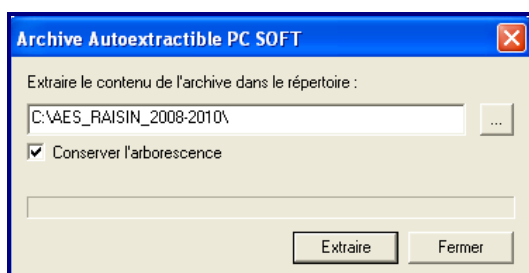 Archive Autoextractible PC SOFT
Extraire le contenu de l'archive dans le répertoire :
C:\AES_RAISIN_2008-2010\
...
Conserver l'arborescence
Extraire
Fermer